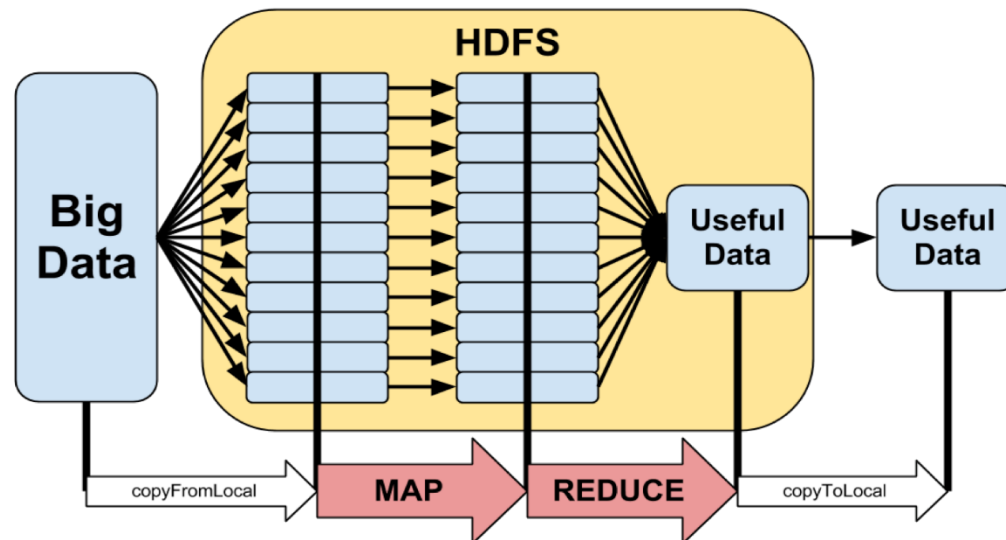 HDFS
Big
Data
Useful
Data
Useful
Data
copyFromLocal
MAP
REDUCE
copyToLocal